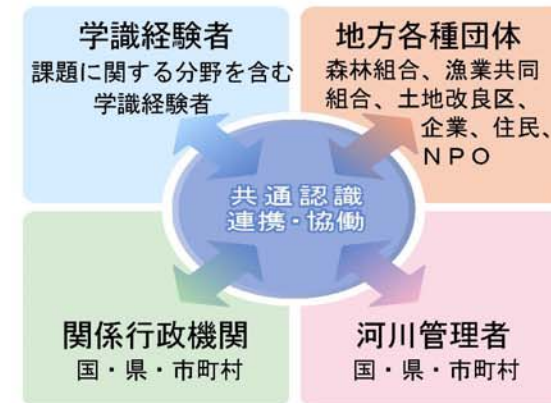 学識経験者
課題に関する分野を含む
学識経験者
地方各種団体
森林組合、漁業共同
組合、土地改良区、
企業、住民、
NPO
共通認識
連携・協働
関係行政機関
国・県・市町村
河川管理者
国・県・市町村